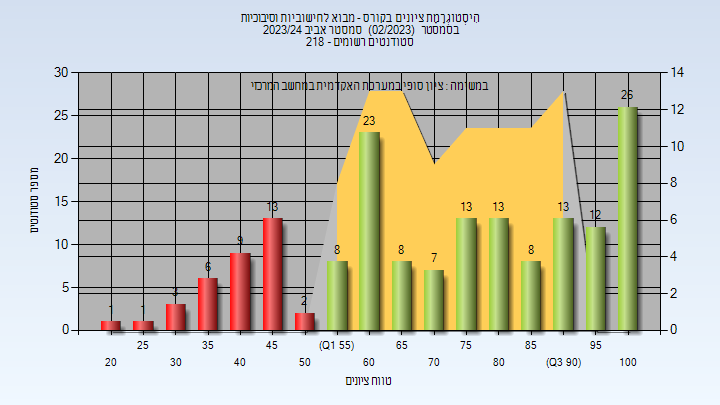 היסטוגרמת ציונים בקורס - מבוא לחישוביות וסיבוכיות
בסמסטר (02/2023) סמסטר אביב 2023/24
סטודנטים רשומים - 218
במשימה : ציון סופי במערכת האקדמית במחשב המרכזי
30 25 20 15 10 5 0
מספר סטודנטים
14 12 10 8 6 4 2 0
1 1 3 6 9 13 2 8 23 8 7 13 13 8 13 12 26
25 35 45 (Q1 55) 65 75 85 95
20 30 40 50 60 70 80 (Q3 90) 100
טווח ציונים